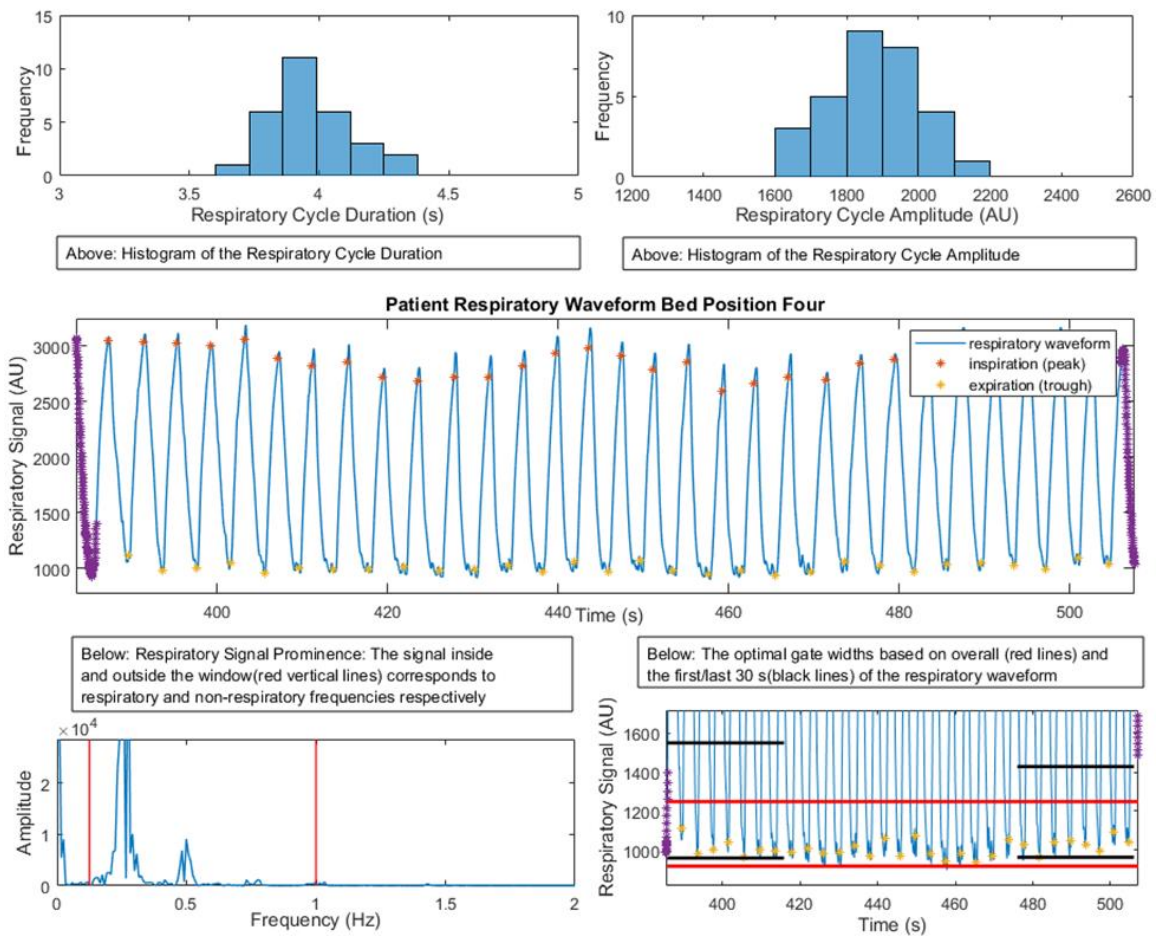 15
10
5
0
Frequency
3
3.5
4
4.5
5
Respiratory Cycle Duration (s)
10
5
0
Frequency
1200
1400
1600
1800
2000
2200
2400
2600
Respiratory Cycle Amplitude (AU)
Above: Histogram of the Respiratory Cycle Duration
Above: Histogram of the Respiratory Cycle Amplitude
Patient Respiratory Waveform Bed Position Four
3000
2500
2000
1500
1000
Respiratory Signal (AU)
respiratory waveform
inspiration (peak)
expiration (trough)
400
420
440
460
480
500
Time (s)
Below: Respiratory Signal Prominence: The signal inside
and outside the window(red vertical lines) corresponds to
respiratory and non-respiratory frequencies respectively
Below: The optimal gate widths based on overall (red lines) and
the first/last 30 s(black lines) of the respiratory waveform
× 10⁴
2
1
0
Amplitude
0
0.5
1
1.5
2
Frequency (Hz)
1600
1400
1200
1000
Respiratory Signal (AU)
400
420
440
460
480
500
Time (s)